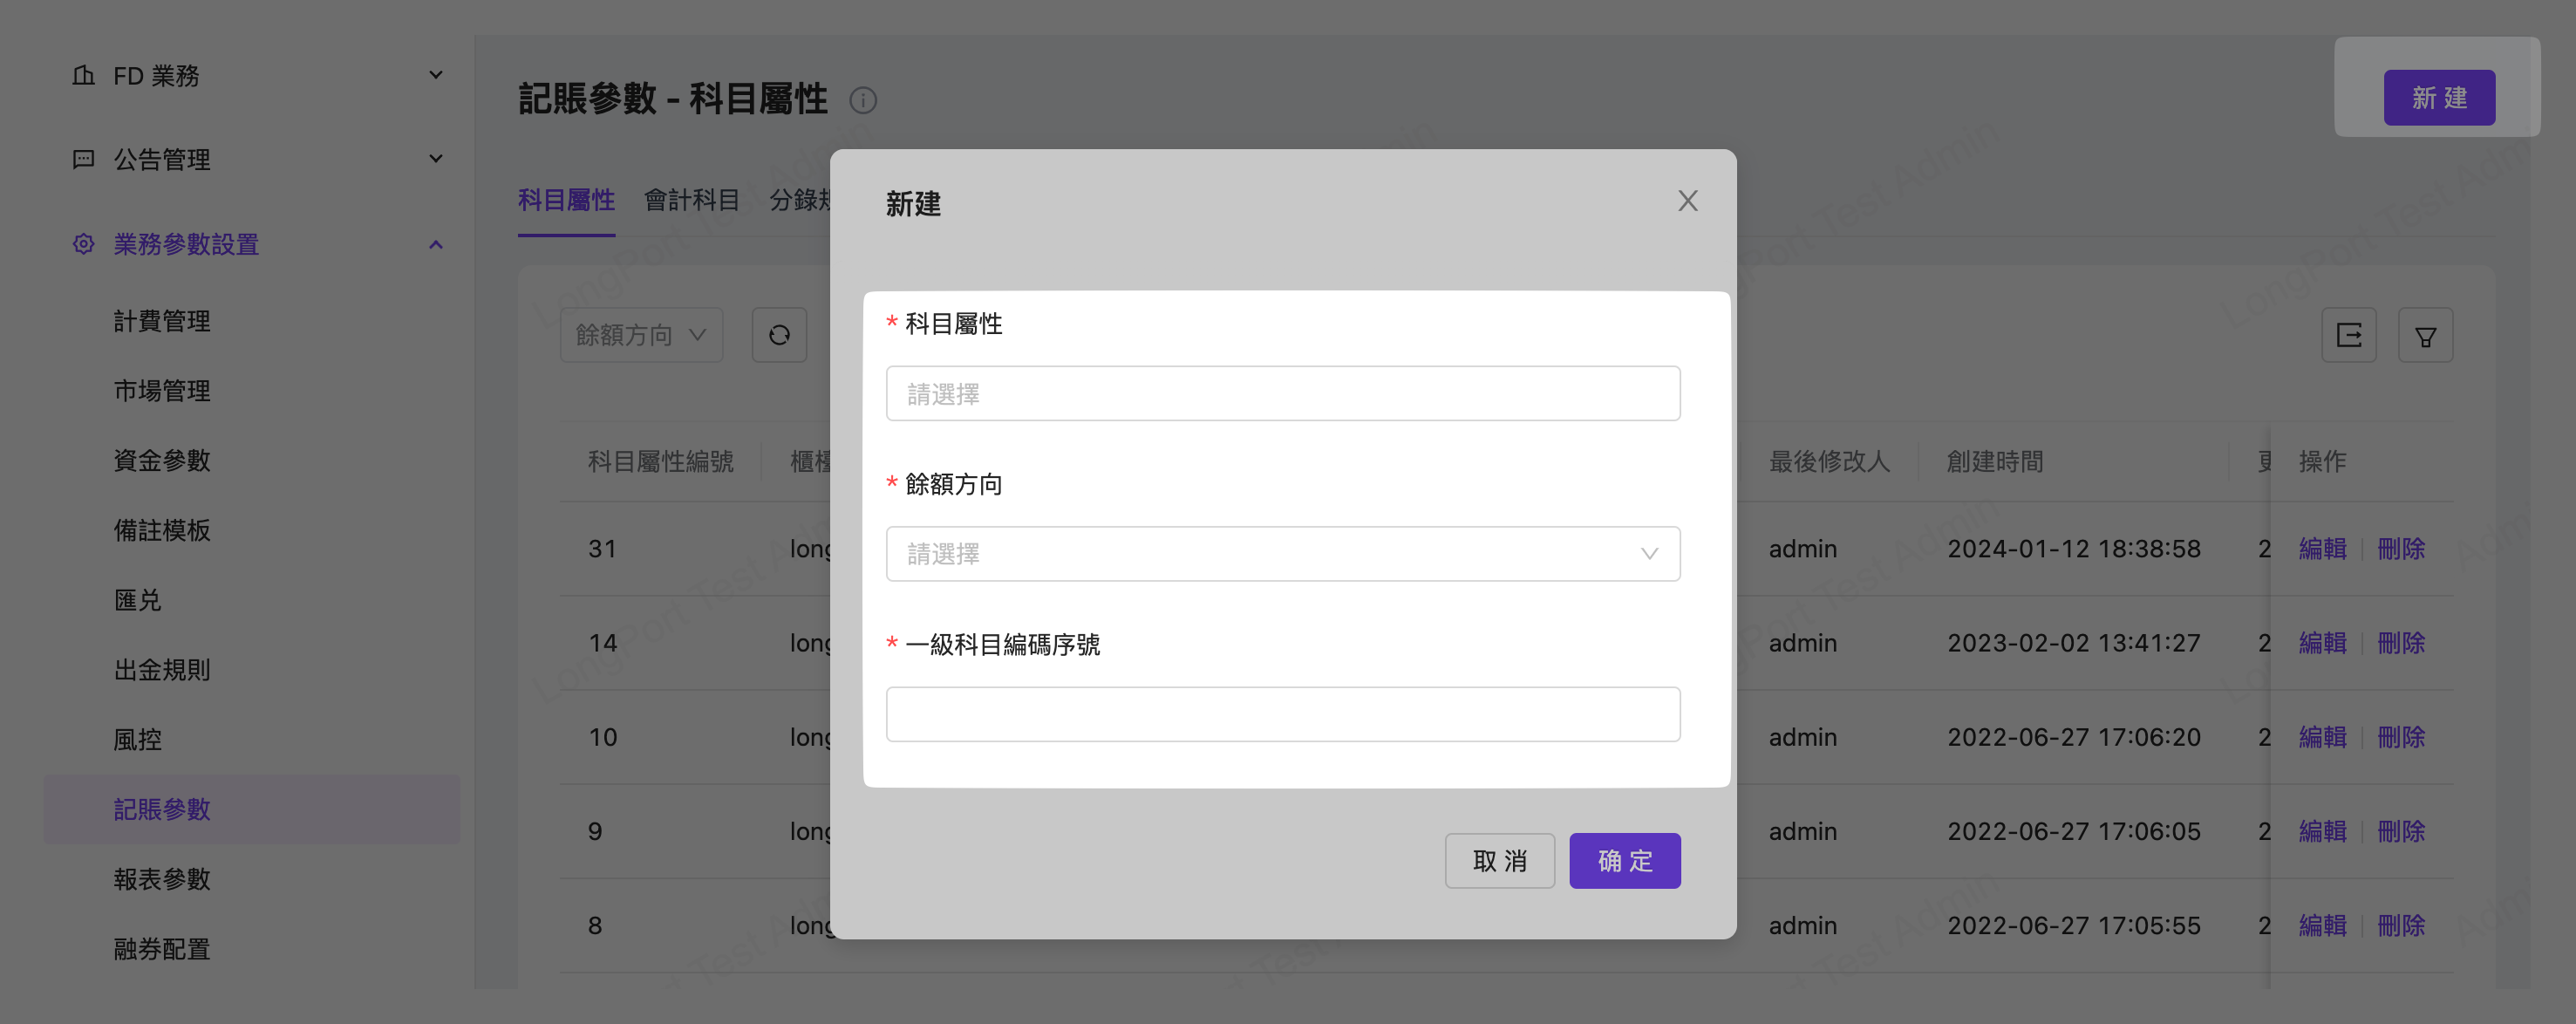 FD 業務
公告管理
業務參數設置
計費管理
市場管理
資金參數
備註模板
匯兌
出金規則
風控
記賬參數
報表參數
融券配置
記賬參數 - 科目屬性
新 建
科目屬性 會計科目 分錄規
餘額方向
科目屬性編號 櫃檯 最後修改人 創建時間 更 操作
31 long admin 2024-01-12 18:38:58 2 編輯 刪除
14 long admin 2023-02-02 13:41:27 2 編輯 刪除
10 long admin 2022-06-27 17:06:20 2 編輯 刪除
9 long admin 2022-06-27 17:06:05 2 編輯 刪除
8 long admin 2022-06-27 17:05:55 2 編輯 刪除
新建
* 科目屬性
請選擇
* 餘額方向
請選擇
* 一級科目編碼序號
取 消
确 定
LongPort Test Admin